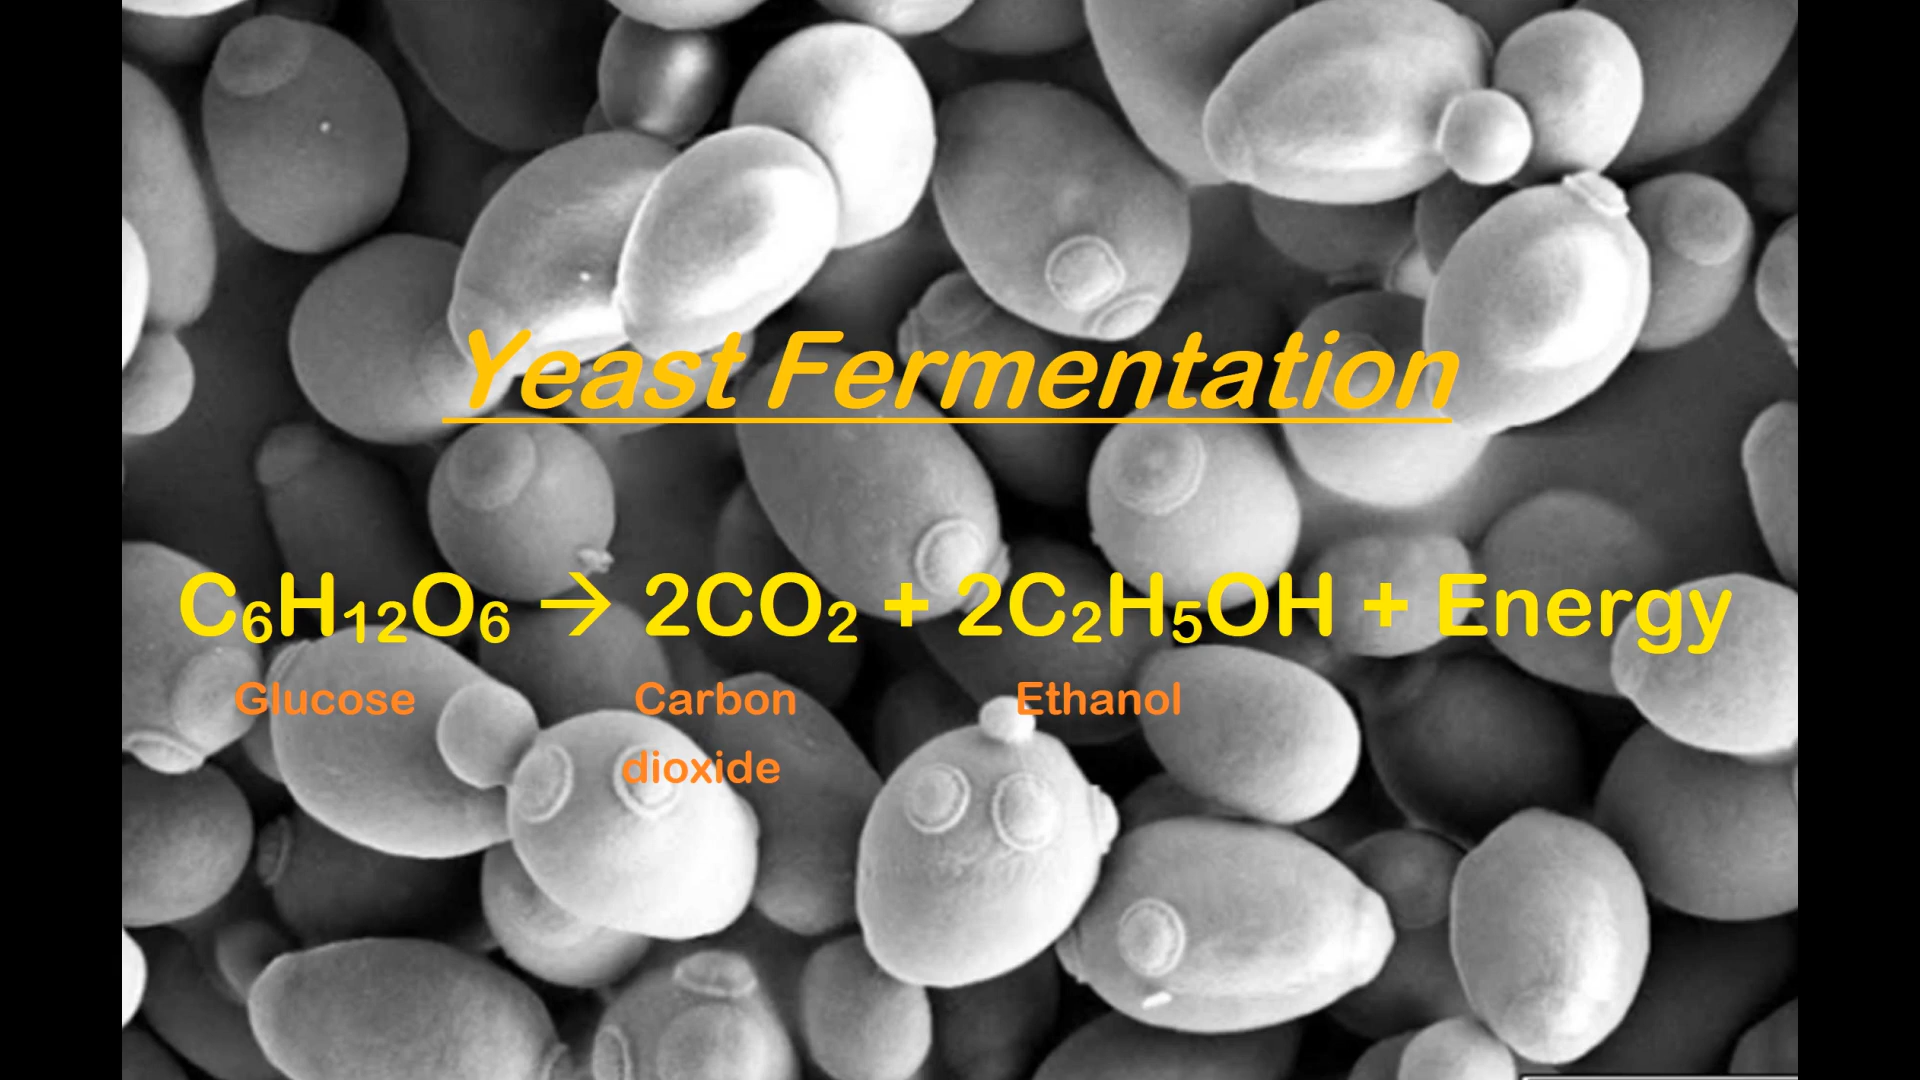 Yeast Fermentation
C₆H₁₂O₆ → 2CO₂ + 2C₂H₅OH + Energy
Glucose Carbon Ethanol
dioxide